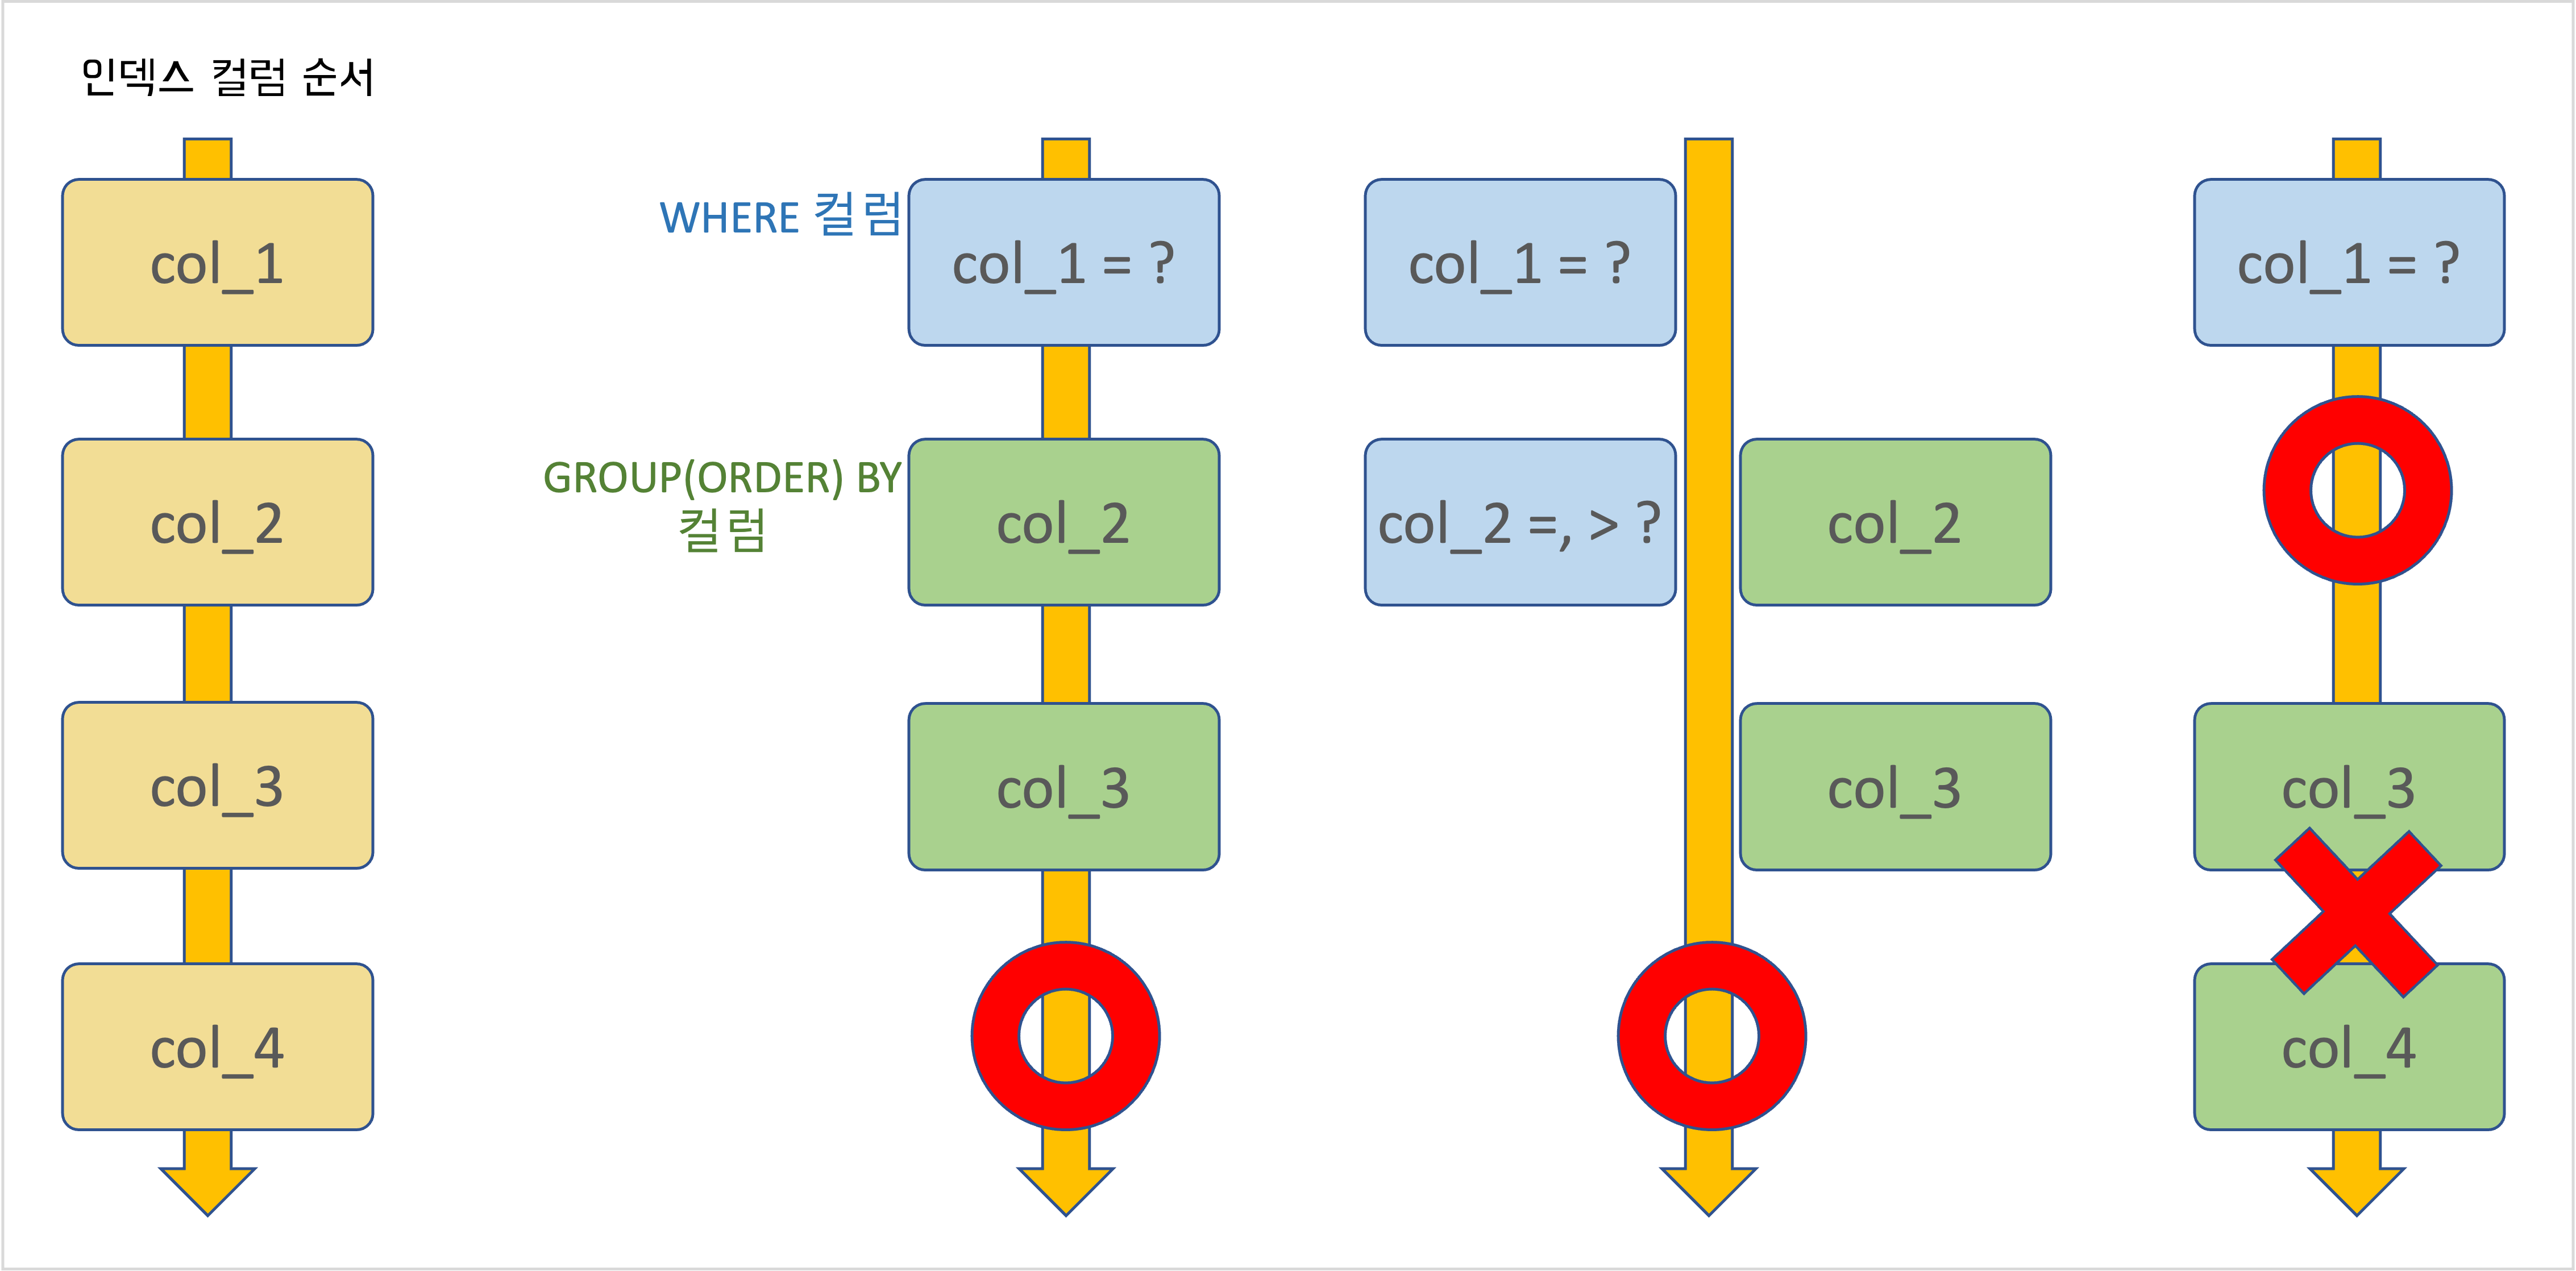 인덱스 컬럼 순서
col_1
col_2
col_3
col_4
WHERE 컬럼
GROUP(ORDER) BY
컬럼
col_1 = ?
col_2
col_3
col_1 = ?
col_2 =, > ?
col_2
col_3
col_1 = ?
col_3
col_4